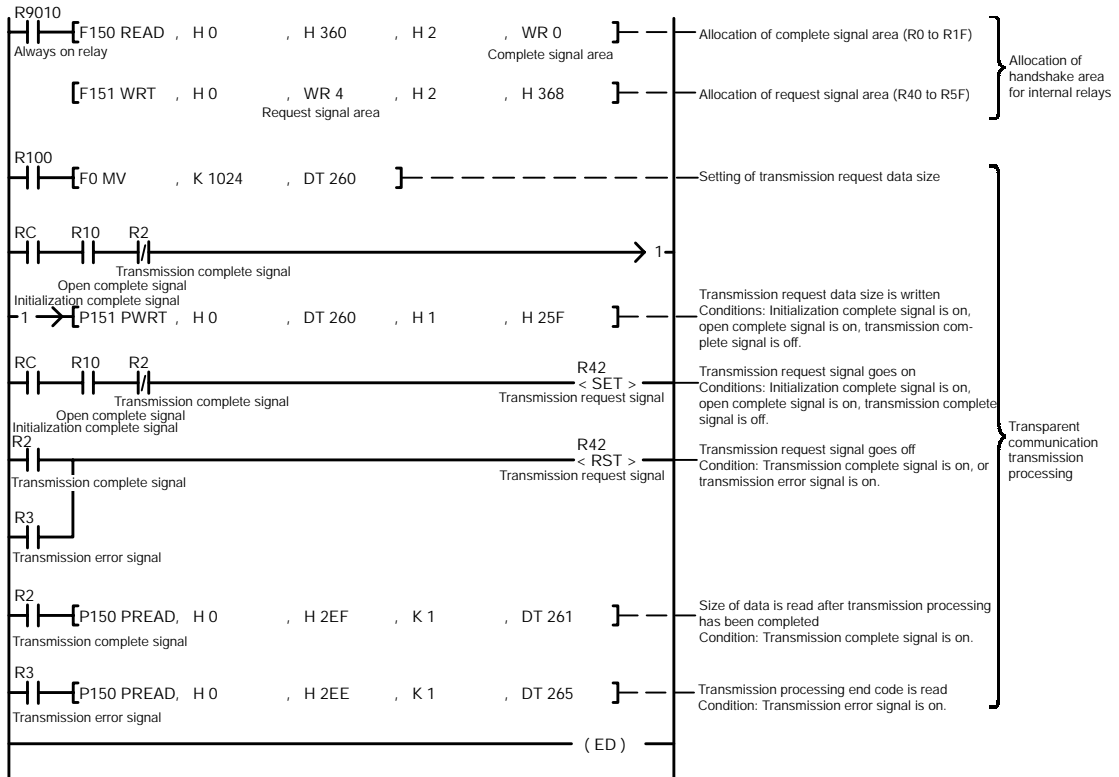 R9010
F150 READ , H 0 , H 360 , H 2 , WR 0
Always on relay
Complete signal area
Allocation of complete signal area (R0 to R1F)
F151 WRT , H 0 , WR 4 , H 2 , H 368
Request signal area
Allocation of request signal area (R40 to R5F)
Allocation of
handshake area
for internal relays
R100
F0 MV , K 1024 , DT 260
Setting of transmission request data size
RC R10 R2
1
Transmission complete signal
Open complete signal
Initialization complete signal
1
P151 PWRT , H 0 , DT 260 , H 1 , H 25F
Transmission request data size is written
Conditions: Initialization complete signal is on,
open complete signal is on, transmission com-
plete signal is off.
RC R10 R2
R42
< SET >
Transmission request signal
Transmission complete signal
Open complete signal
Initialization complete signal
Transmission request signal goes on
Conditions: Initialization complete signal is on,
open complete signal is on, transmission complete
signal is off.
R2
R42
< RST >
Transmission request signal
Transmission complete signal
Transmission request signal goes off
Condition: Transmission complete signal is on, or
transmission error signal is on.
Transparent
communication
transmission
processing
R3
Transmission error signal
R2
P150 PREAD, H 0 , H 2EF , K 1 , DT 261
Transmission complete signal
Size of data is read after transmission processing
has been completed
Condition: Transmission complete signal is on.
R3
P150 PREAD, H 0 , H 2EE , K 1 , DT 265
Transmission error signal
Transmission processing end code is read
Condition: Transmission error signal is on.
( ED )